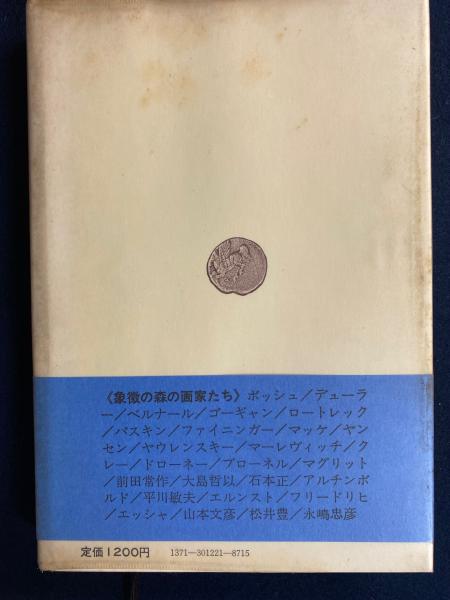 《象徴の森の画家たち》ボッシュ／デューラ
ー／ベルナール／ゴーギャン／ロートレック
／パスキン／ファイニンガー／マッケ／ヤン
セン／ヤウレンスキー／マーレヴィッチ／ク
レー／ドローネー／ブローネル／マグリット
／前田常作／大島哲以／石本正／アルチンボ
ルド／平川敏夫／エルンスト／フリードリヒ
／エッシャ／山本文彦／松井豊／永嶋忠彦
定価1200円 1371―301221―8715